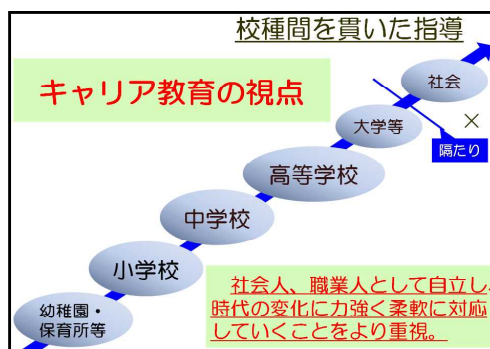 校種間を貫いた指導
キャリア教育の視点
社会
大学等
×
隔たり
高等学校
中学校
小学校
幼稚園・
保育所等
社会人、職業人として自立し、
時代の変化に力強く柔軟に対応
していくことをより重視。